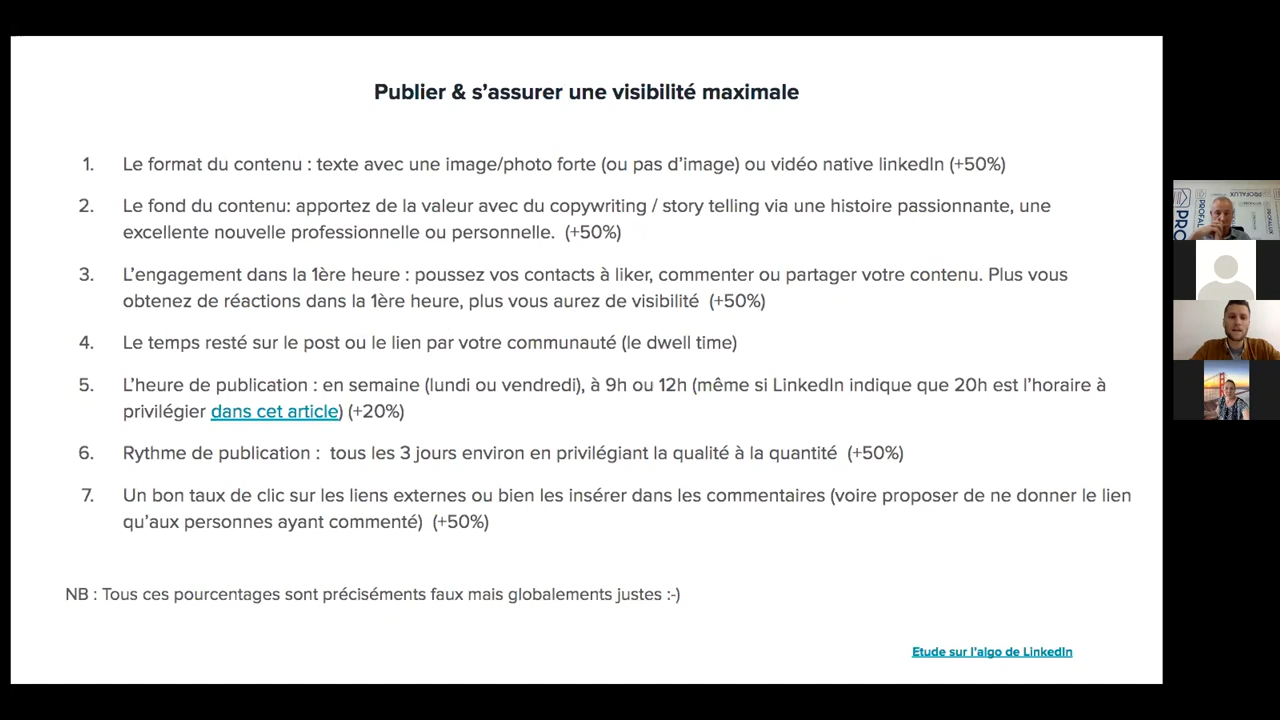 Publier & s'assurer une visibilité maximale
1. Le format du contenu : texte avec une image/photo forte (ou pas d'image) ou vidéo native linkedIn (+50%)
2. Le fond du contenu: apportez de la valeur avec du copywriting / story telling via une histoire passionnante, une
excellente nouvelle professionnelle ou personnelle. (+50%)
3. L'engagement dans la 1ère heure : poussez vos contacts à liker, commenter ou partager votre contenu. Plus vous
obtenez de réactions dans la 1ère heure, plus vous aurez de visibilité (+50%)
4. Le temps resté sur le post ou le lien par votre communauté (le dwell time)
5. L'heure de publication : en semaine (lundi ou vendredi), à 9h ou 12h (même si LinkedIn indique que 20h est l'horaire à
privilégier dans cet article) (+20%)
6. Rythme de publication : tous les 3 jours environ en privilégiant la qualité à la quantité (+50%)
7. Un bon taux de clic sur les liens externes ou bien les insérer dans les commentaires (voire proposer de ne donner le lien
qu'aux personnes ayant commenté) (+50%)
NB : Tous ces pourcentages sont préciséments faux mais globalements justes :-)
Etude sur l'algo de LinkedIn
PROFALUX